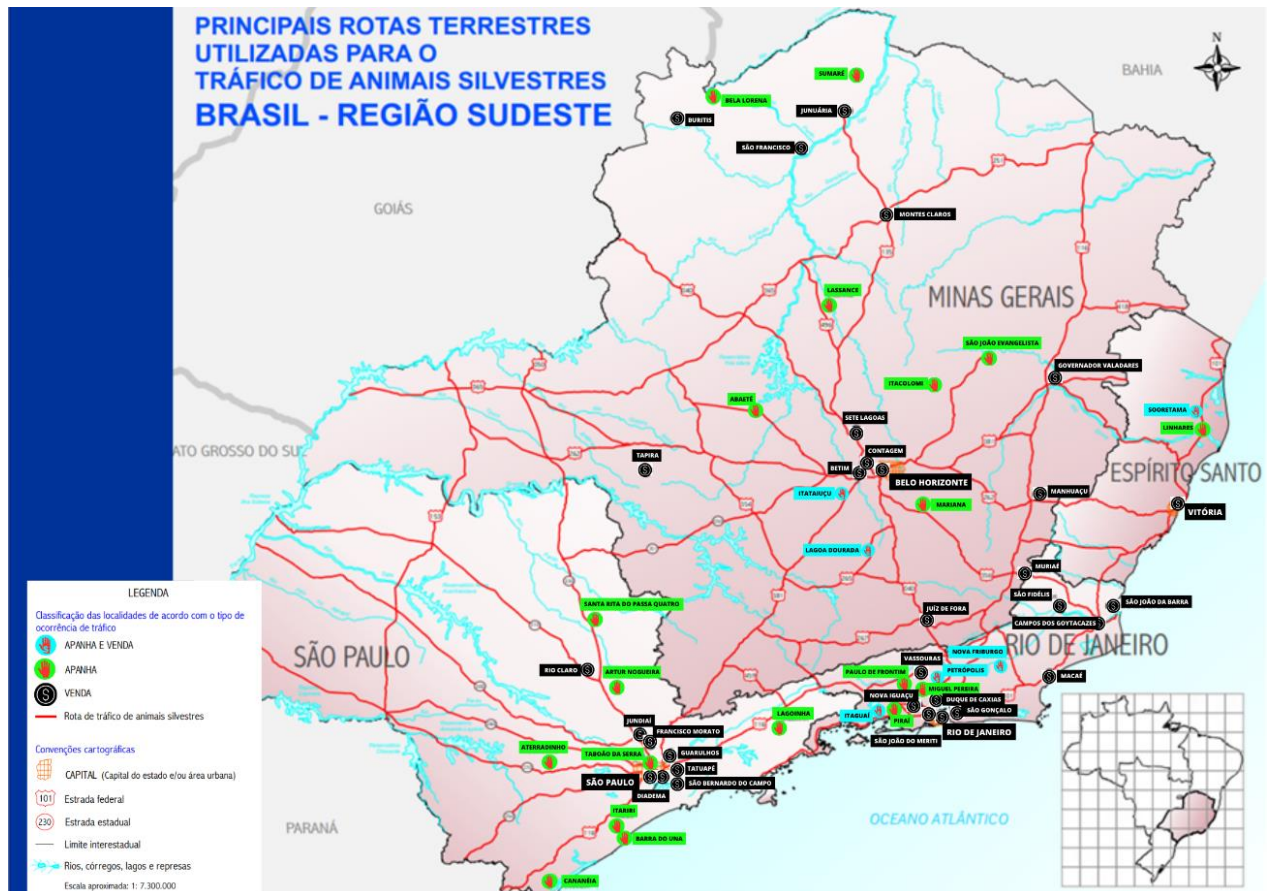 PRINCIPAIS ROTAS TERRESTRES
UTILIZADAS PARA O
TRÁFICO DE ANIMAIS SILVESTRES
BRASIL - REGIÃO SUDESTE
N
BAHIA
SUMARÉ
BELA LORENA
JUNUÁRIA
BURITIS
SÃO FRANCISCO
GOIÁS
MONTES CLAROS
LASSANCE
MINAS GERAIS
SÃO JOÃO EVANGELISTA
GOVERNADOR VALADARES
ITACOLOMI
ABAETÉ
SOORETAMA
SETE LAGOAS
LINHARES
ATO GROSSO DO SUL
TAPIRA
CONTAGEM
BETIM
BELO HORIZONTE
ESPÍRITO SANTO
ITATAIUÇU
MANHUAÇU
MARIANA
VITÓRIA
LAGOA DOURADA
MURIAÉ
SÃO FIDÉLIS
SÃO JOÃO DA BARRA
SANTA RITA DO PASSA QUATRO
JUÍZ DE FORA
CAMPOS DOS GOYTACAZES
RIO DE JANEIRO
SÃO PAULO
NOVA FRIBURGO
VASSOURAS
RIO CLARO
PAULO DE FRONTIM
PETRÓPOLIS
MACAÉ
ARTUR NOGUEIRA
MIGUEL PEREIRA
NOVA IGUAÇU
DUQUE DE CAXIAS
LAGOINHA
ITAGUAÍ
SÃO GONÇALO
PIRAÍ
JUNDIAÍ
FRANCISCO MORATO
RIO DE JANEIRO
SÃO JOÃO DO MERITI
ATERRADINHO
TABOÃO DA SERRA
GUARULHOS
TATUAPÉ
SÃO PAULO
SÃO BERNARDO DO CAMPO
DIADEMA
ITARIRI
PARANÁ
OCEANO ATLÂNTICO
BARRA DO UNA
CANANÉIA
LEGENDA
Classificação das localidades de acordo com o tipo de
ocorrência de tráfico
APANHA E VENDA
APANHA
VENDA
Rota de tráfico de animais silvestres
Convenções cartográficas
CAPITAL (Capital do estado e/ou área urbana)
101 Estrada federal
230 Estrada estadual
Limite interestadual
Rios, córregos, lagos e represas
Escala aproximada: 1: 7.300.000